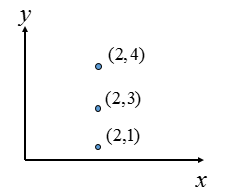 y
(2, 4)
(2,3)
(2,1)
x